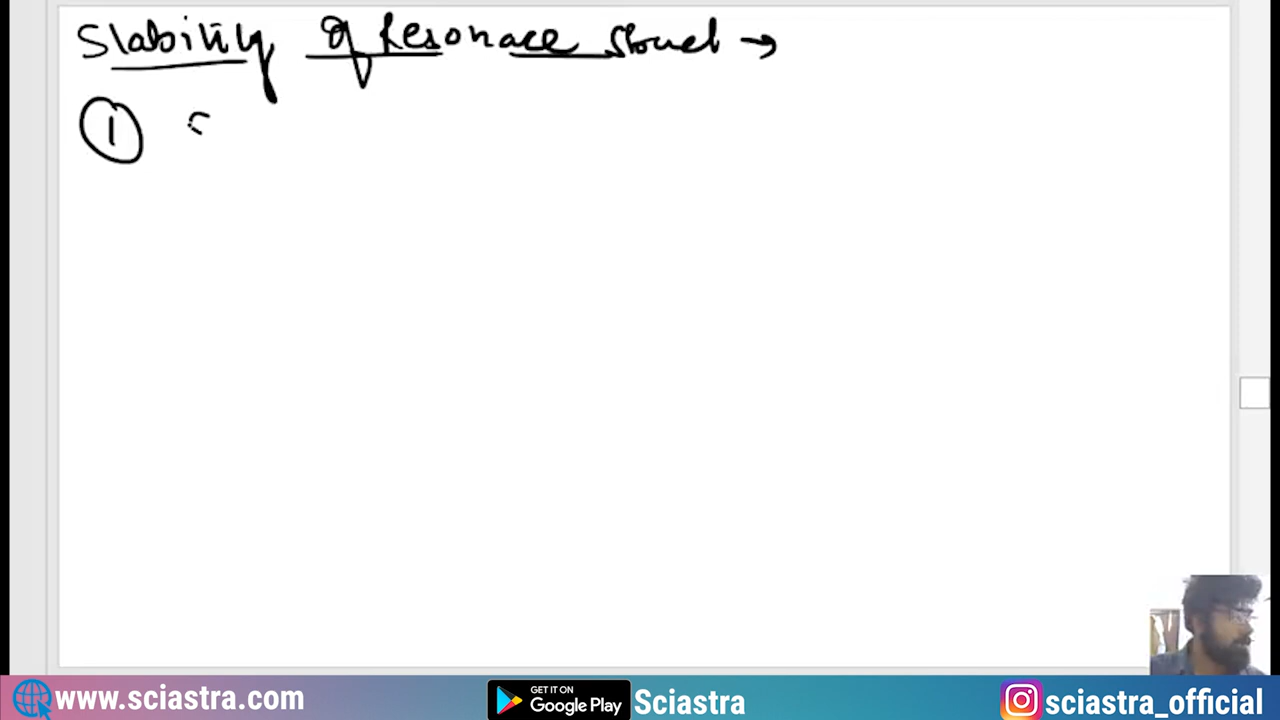 Stability of Resonace struct →
1
www.sciastra.com
GET IT ON
Google Play
Sciastra
sciastra_official